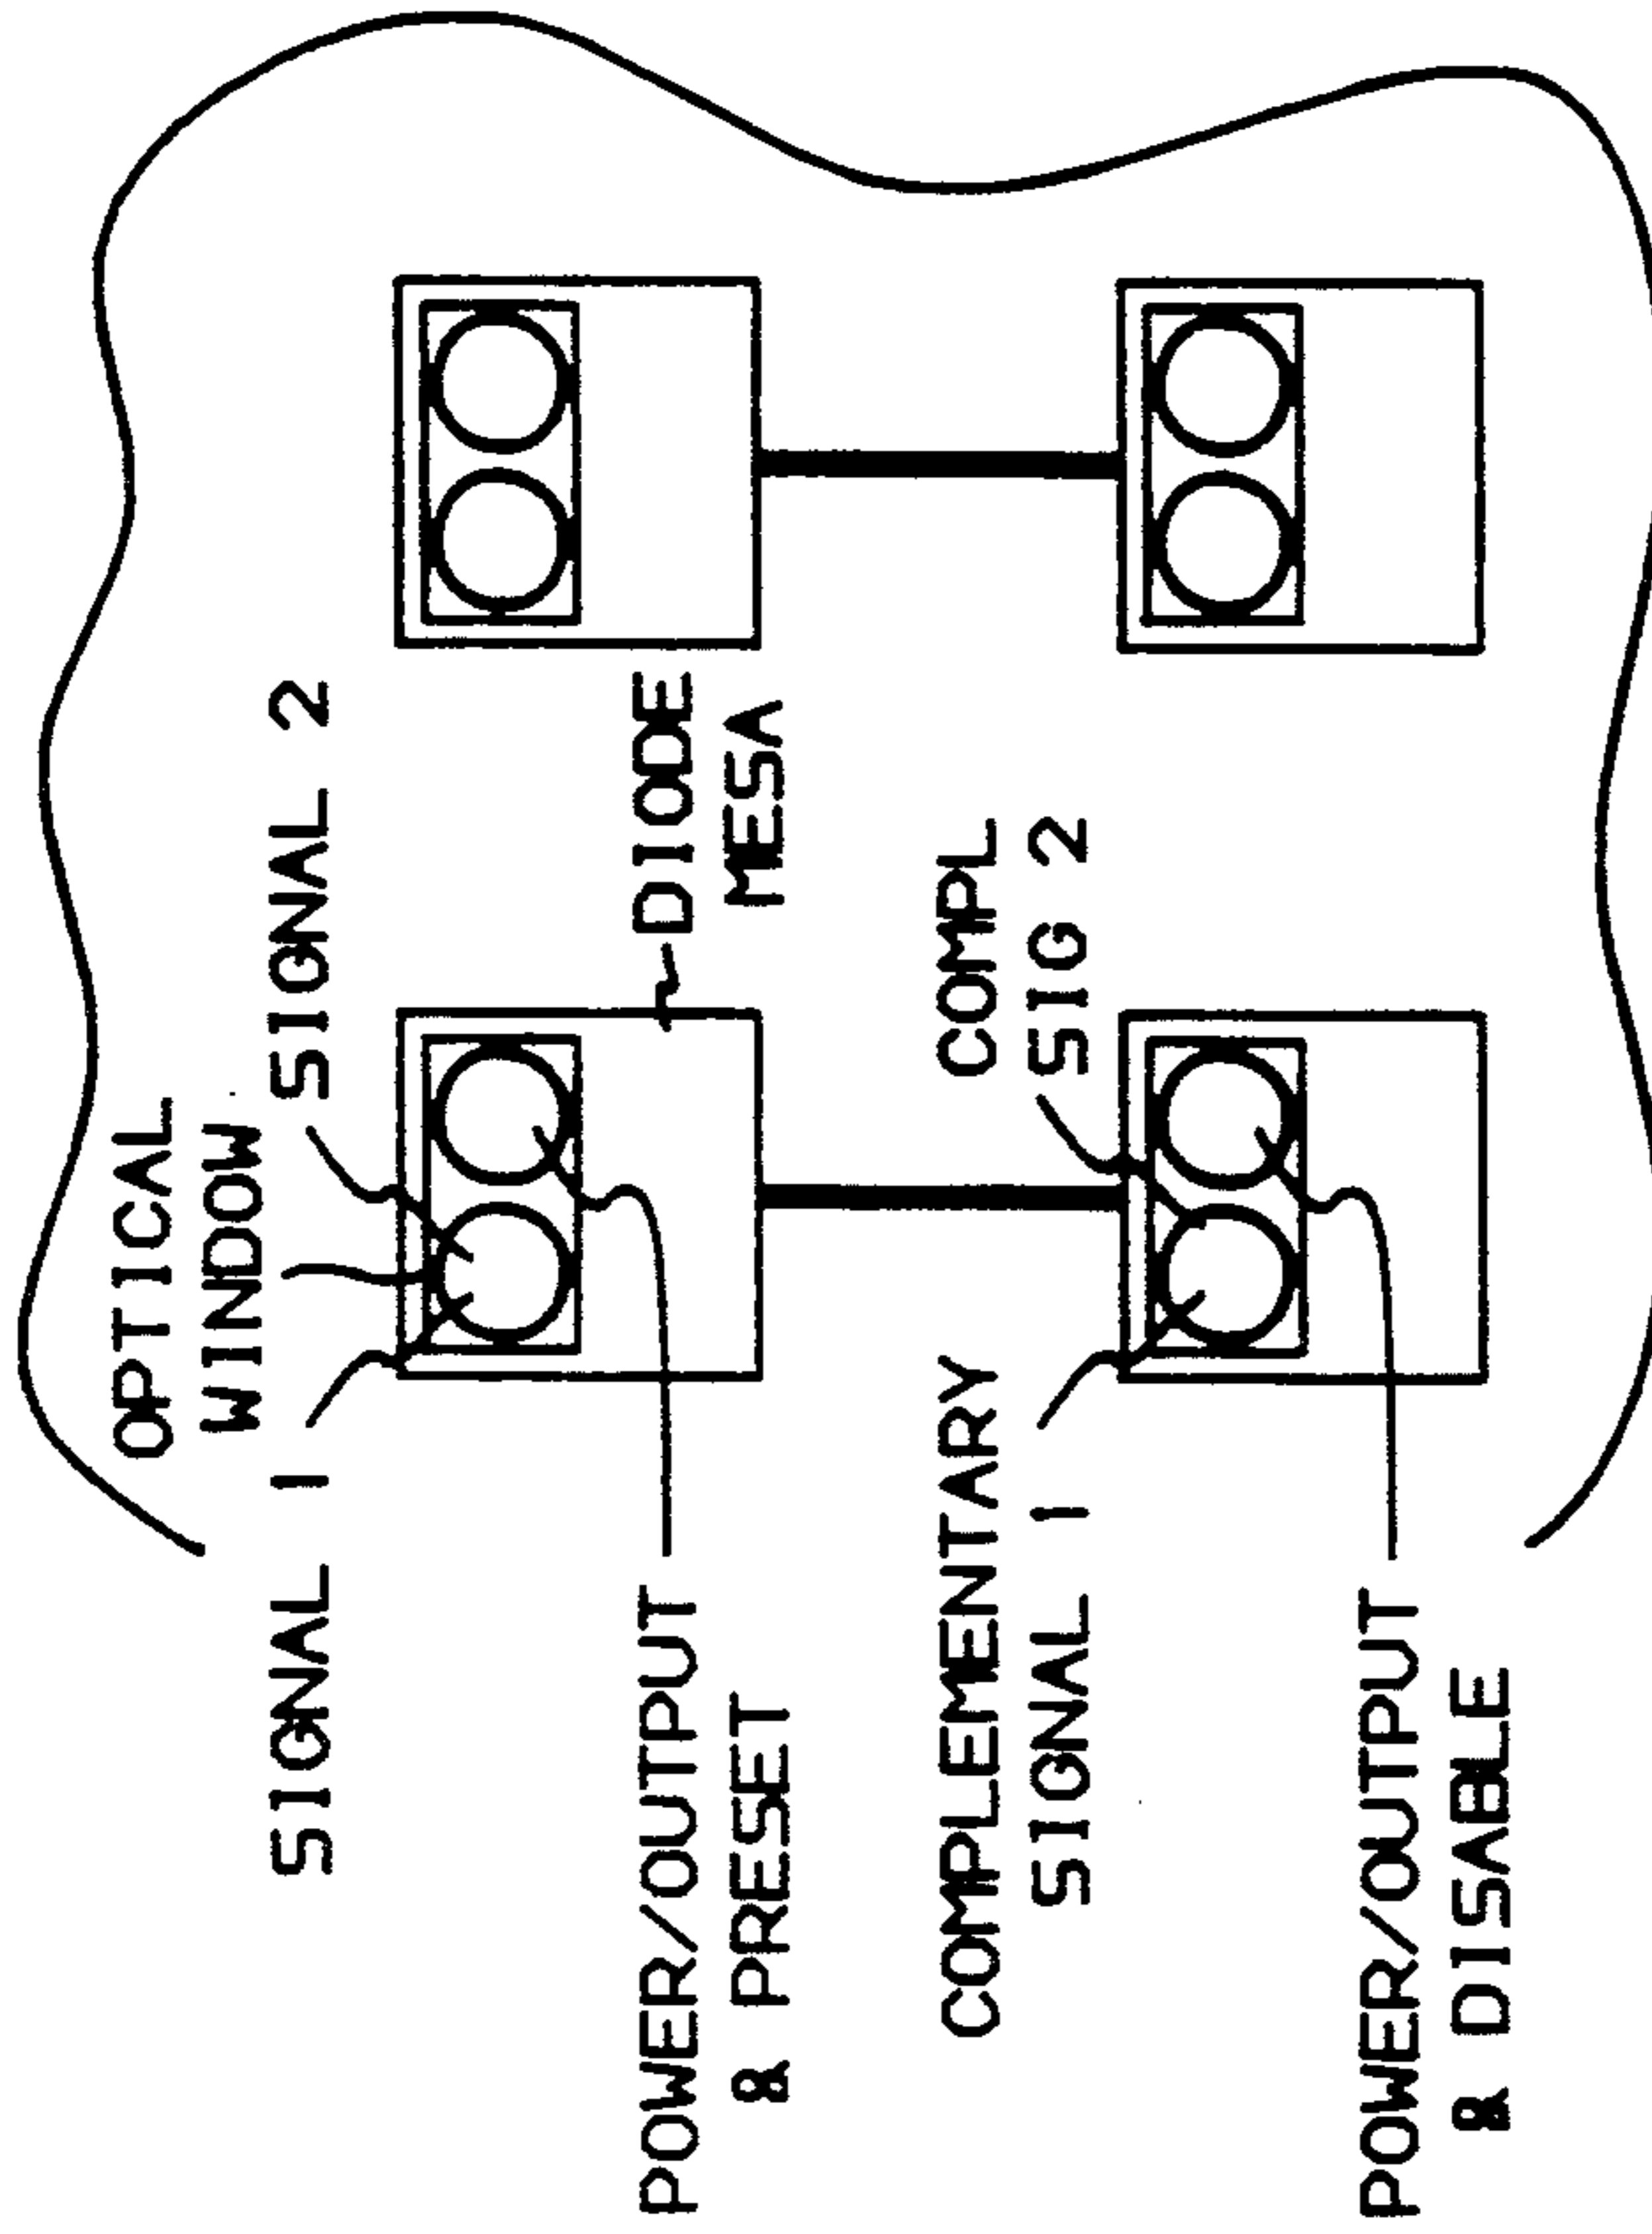 OPTICAL
WINDOW
SIGNAL 1
SIGNAL 2
DIODE
MESA
POWER/OUTPUT
& PRESET
COMPLEMENTARY
SIGNAL 1
COMPL
SIG 2
POWER/OUTPUT
& DISABLE